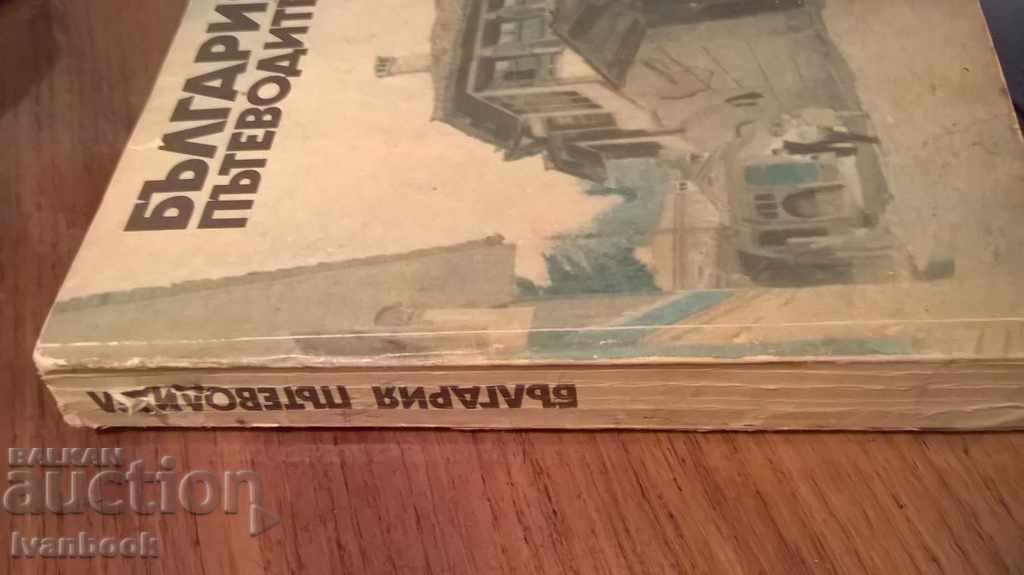 БЪЛГАРИ
ПЪТЕВОДИТ
БЪЛГАРИЯ ПЪТЕВОДИТЕЛ
BALKAN
auction
Ivanbook